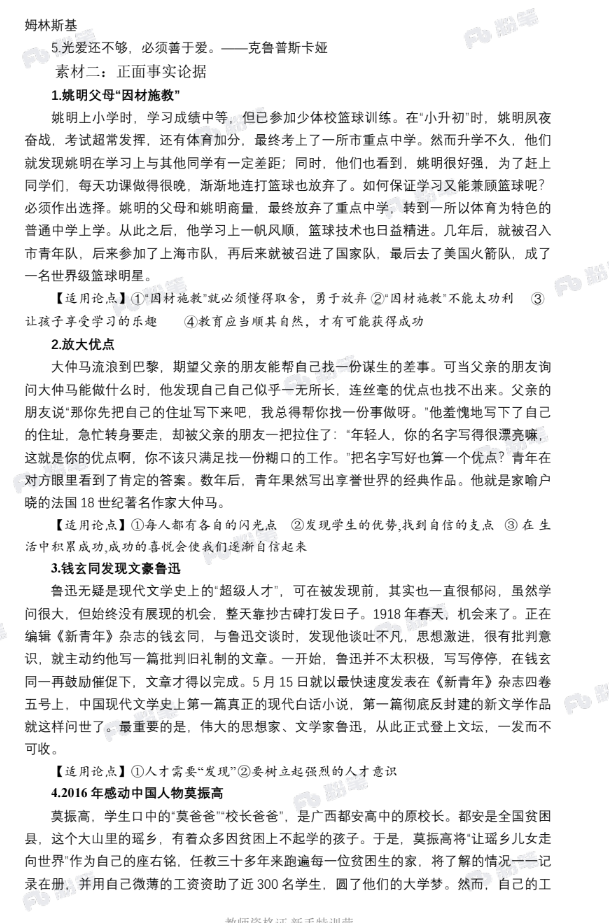 姆林斯基
5.光爱还不够，必须善于爱。——克鲁普斯卡娅
素材二：正面事实论据
1.姚明父母“因材施教”
姚明上小学时，学习成绩中等，但已参加少体校篮球训练。在“小升初”时，姚明夙夜
奋战，考试超常发挥，还有体育加分，最终考上了一所市重点中学。然而升学不久，他们
就发现姚明在学习上与其他同学有一定差距；同时，他们也看到，姚明很好强，为了赶上
同学们，每天功课做得很晚，渐渐地连打篮球也放弃了。如何保证学习又能兼顾篮球呢？
必须作出选择。姚明的父母和姚明商量，最终放弃了重点中学，转到一所以体育为特色的
普通中学上学。从此之后，他学习上一帆风顺，篮球技术也日益精进。几年后，就被召入
市青年队，后来参加了上海市队，再后来就被召进了国家队，最后去了美国火箭队，成了
一名世界级篮球明星。
【适用论点】①“因材施教”就必须懂得取舍，勇于放弃 ②“因材施教”不能太功利 ③
让孩子享受学习的乐趣 ④教育应当顺其自然，才有可能获得成功
2.放大优点
大仲马流浪到巴黎，期望父亲的朋友能帮自己找一份谋生的差事。可当父亲的朋友询
问大仲马能做什么时，他发现自己自己似乎一无所长，连丝毫的优点也找不出来。父亲的
朋友说“那你先把自己的住址写下来吧，我总得帮你找一份事做呀。”他羞愧地写下了自己
的住址，急忙转身要走，却被父亲的朋友一把拉住了：“年轻人，你的名字写得很漂亮嘛，
这就是你的优点啊，你不该只满足找一份糊口的工作。”把名字写好也算一个优点？青年在
对方眼里看到了肯定的答案。数年后，青年果然写出享誉世界的经典作品。他就是家喻户
晓的法国 18 世纪著名作家大仲马。
【适用论点】①每人都有各自的闪光点 ②发现学生的优势,找到自信的支点 ③ 在 生
活中积累成功,成功的喜悦会使我们逐渐自信起来
3.钱玄同发现文豪鲁迅
鲁迅无疑是现代文学史上的“超级人才”，可在被发现前，其实也一直很郁闷，虽然学
问很大，但始终没有展现的机会，整天靠抄古碑打发日子。1918 年春天，机会来了。正在
编辑《新青年》杂志的钱玄同，与鲁迅交谈时，发现他谈吐不凡，思想激进，很有批判意
识，就主动约他写一篇批判旧礼制的文章。一开始，鲁迅并不太积极，写写停停，在钱玄
同一再鼓励催促下，文章才得以完成。5 月 15 日就以最快速度发表在《新青年》杂志四卷
五号上，中国现代文学史上第一篇真正的现代白话小说，第一篇彻底反封建的新文学作品
就这样问世了。最重要的是，伟大的思想家、文学家鲁迅，从此正式登上文坛，一发而不
可收。
【适用论点】①人才需要“发现”②要树立起强烈的人才意识
4.2016 年感动中国人物莫振高
莫振高，学生口中的“莫爸爸”“校长爸爸”，是广西都安高中的原校长。都安是全国贫困
县，这个大山里的瑶乡，有着众多因贫困上不起学的孩子。于是，莫振高将“让瑶乡儿女走
向世界”作为自己的座右铭，任教三十多年来跑遍每一位贫困生的家，将了解的情况一一记
录在册，并用自己微薄的工资资助了近 300 名学生，圆了他们的大学梦。然而，自己的工